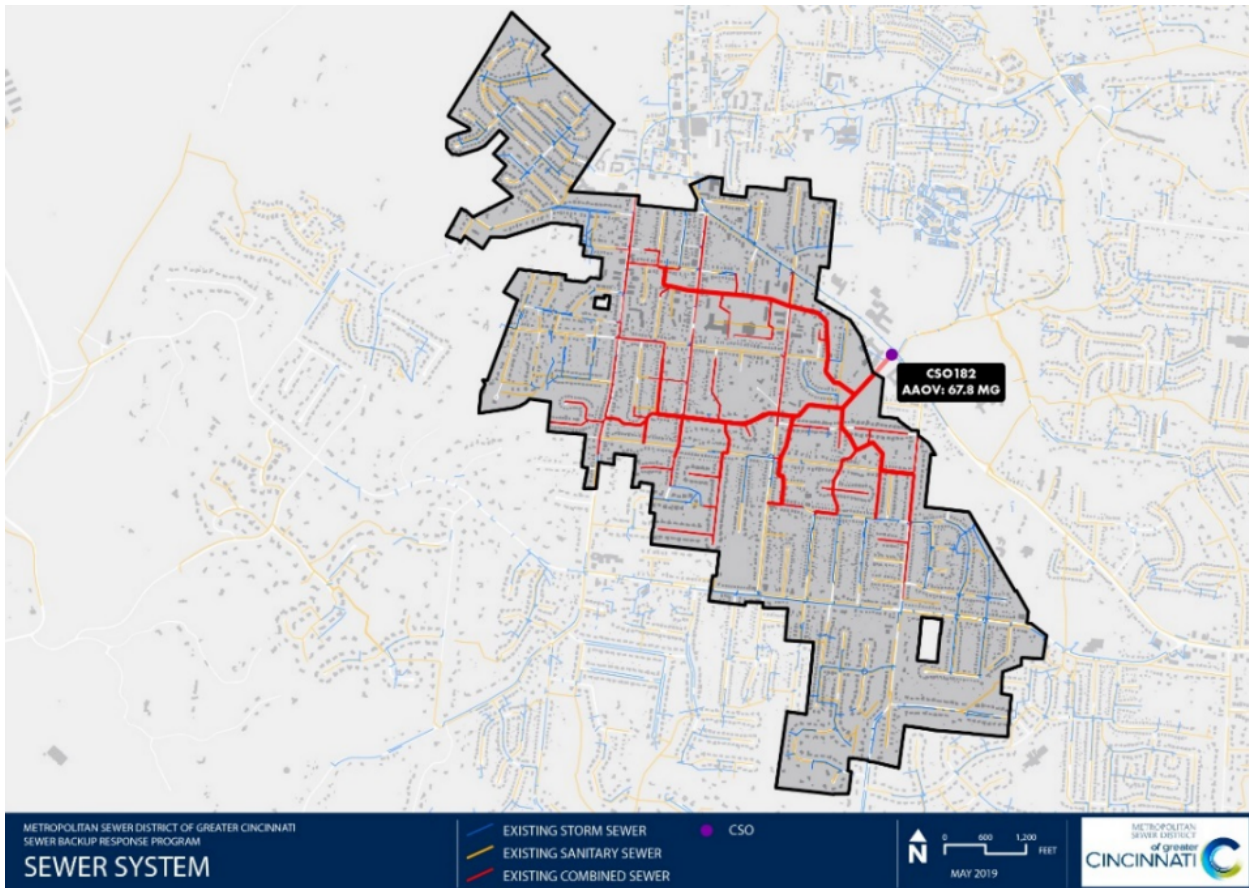 CSO182
AAOV: 67.8 MG
METROPOLITAN SEWER DISTRICT OF GREATER CINCINNATI
SEWER BACKUP RESPONSE PROGRAM
SEWER SYSTEM
EXISTING STORM SEWER
EXISTING SANITARY SEWER
EXISTING COMBINED SEWER
CSO
N
0 600 1,200
FEET
MAY 2019
METROPOLITAN
SEWER DISTRICT
of greater
CINCINNATI